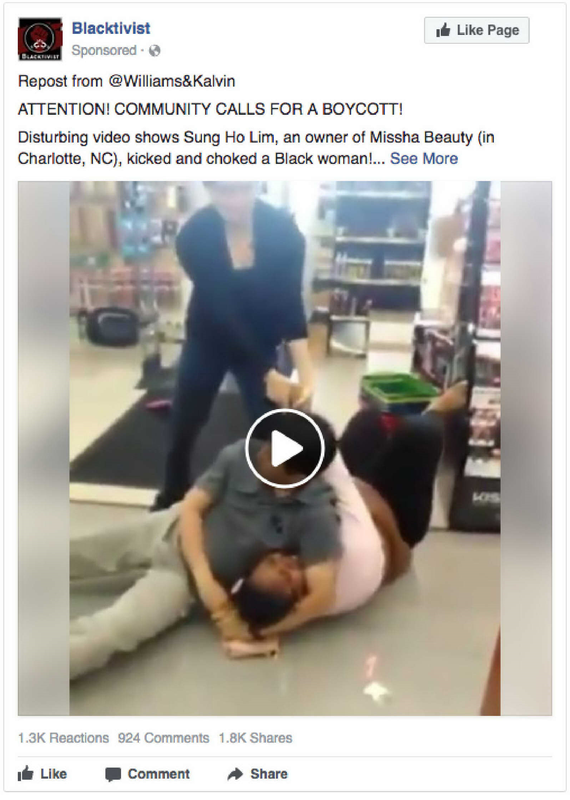 Blacktivist
Like Page
BLACKTIVIST
Sponsored ·
Repost from @Williams&Kalvin
ATTENTION! COMMUNITY CALLS FOR A BOYCOTT!
Disturbing video shows Sung Ho Lim, an owner of Missha Beauty (in
Charlotte, NC), kicked and choked a Black woman!... See More
KISS
1.3K Reactions 924 Comments 1.8K Shares
Like Comment Share